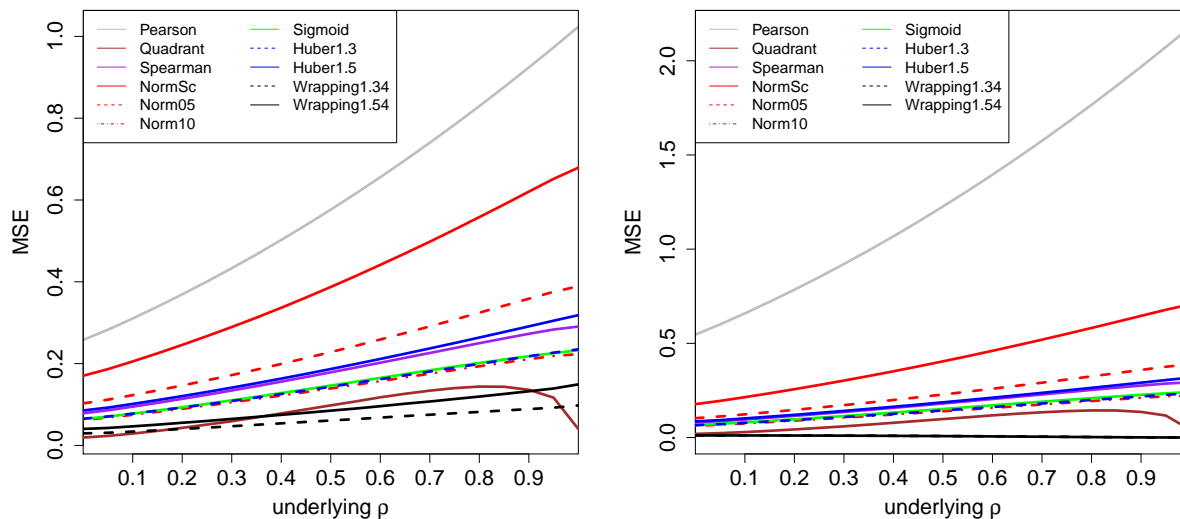 Pearson
Quadrant
Spearman
NormSc
Norm05
Norm10
Sigmoid
Huber1.3
Huber1.5
Wrapping1.34
Wrapping1.54
MSE
1.0
0.8
0.6
0.4
0.2
0.0
0.1 0.2 0.3 0.4 0.5 0.6 0.7 0.8 0.9
underlying ρ
Pearson
Quadrant
Spearman
NormSc
Norm05
Norm10
Sigmoid
Huber1.3
Huber1.5
Wrapping1.34
Wrapping1.54
MSE
2.0
1.5
1.0
0.5
0.0
0.1 0.2 0.3 0.4 0.5 0.6 0.7 0.8 0.9
underlying ρ